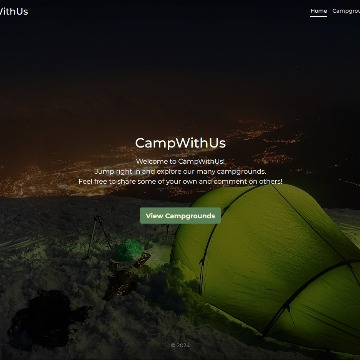 WithUs
Home Campgrou
CampWithUs
Welcome to CampWithUs!
Jump right in and explore our many campgrounds.
Feel free to share some of your own and comment on others!
View Campgrounds
© 2024